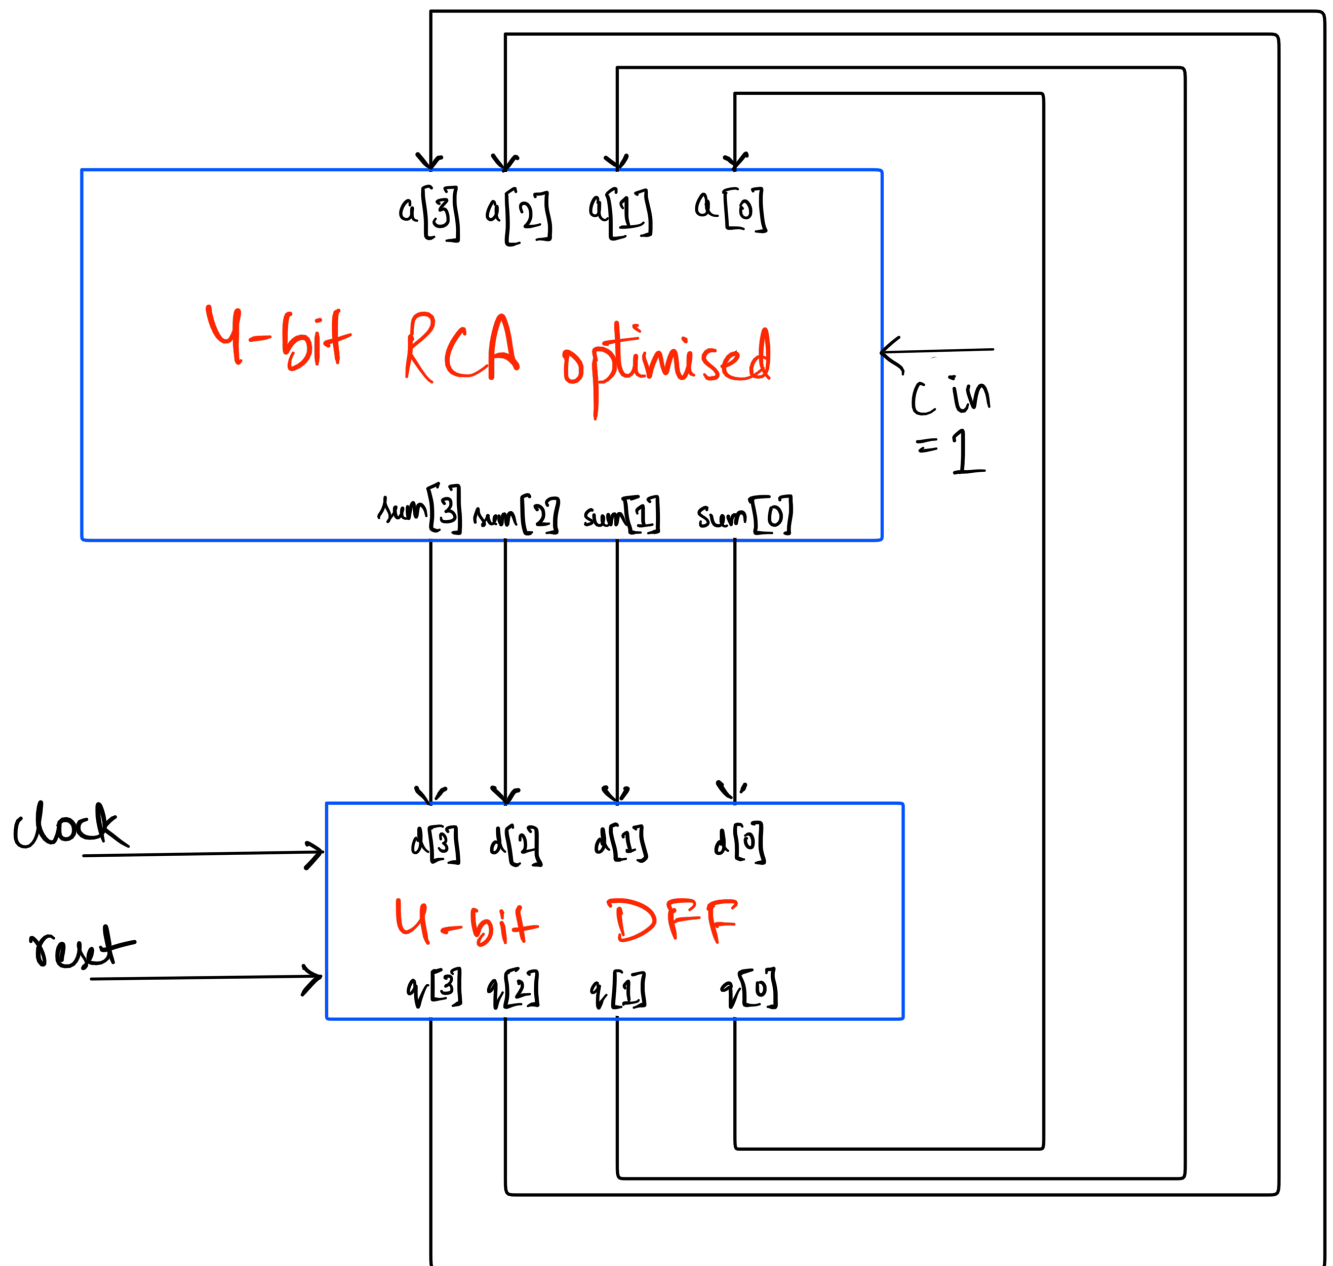 a[3] a[2] a[1] a[0]
4-bit RCA optimised
c in
= 1
sum[3] sum[2] sum[1] sum[0]
clock
d[3] d[2] d[1] d[0]
4-bit DFF
reset
q[3] q[2] q[1] q[0]